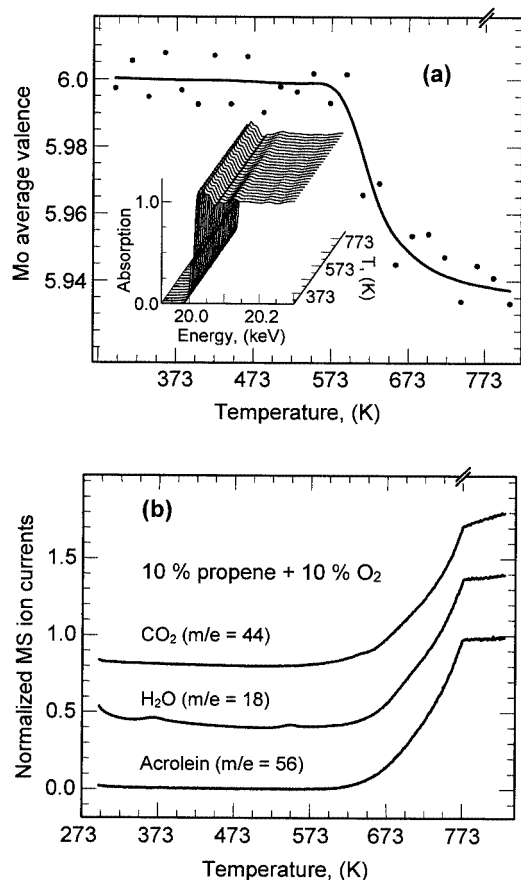 (a)
Mo average valence
6.00
5.98
5.96
5.94
373
473
573
673
773
Temperature, (K)
Absorption
1.0
0.0
20.0
20.2
Energy, (keV)
373
573
773
T, (K)
(b)
Normalized MS ion currents
1.5
1.0
0.5
0.0
10 % propene + 10 % O₂
CO₂ (m/e = 44)
H₂O (m/e = 18)
Acrolein (m/e = 56)
273
373
473
573
673
773
Temperature, (K)